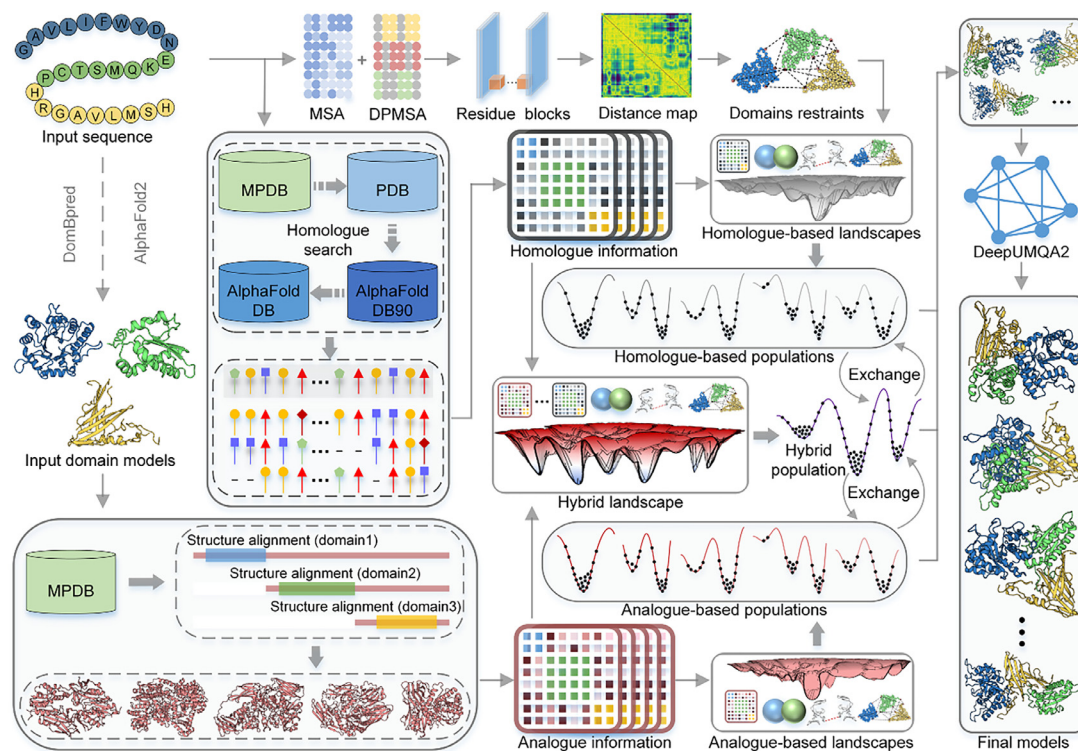 G A V L I F W Y D N
P C T S M Q K E
H R G A V L M S H
Input sequence
MSA
+
DPMSA
Residue blocks
Distance map
Domains restraints
DomBpred
AlphaFold2
Input domain models
MPDB
PDB
Homologue
search
AlphaFold
DB
AlphaFold
DB90
Homologue information
Homologue-based landscapes
Homologue-based populations
Exchange
Hybrid
population
Exchange
Hybrid landscape
Analogue-based populations
MPDB
Structure alignment (domain1)
Structure alignment (domain2)
Structure alignment (domain3)
Analogue information
Analogue-based landscapes
DeepUMQA2
Final models